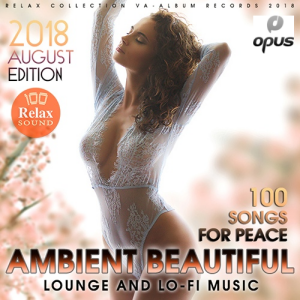 RELAX COLLECTION VA-ALBUM RECORDS 2018
2018
AUGUST
EDITION
opus
100
Relax
SOUND
100
SONGS
FOR PEACE
AMBIENT BEAUTIFUL
LOUNGE AND LO-FI MUSIC